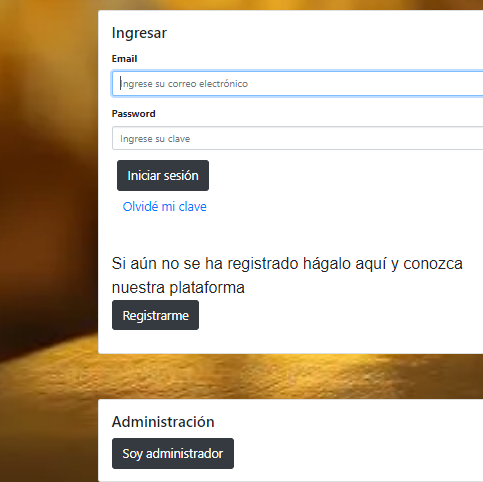 Ingresar
Email
Ingrese su correo electrónico
Password
Ingrese su clave
Iniciar sesión
Olvidé mi clave
Si aún no se ha registrado hágalo aquí y conozca
nuestra plataforma
Registrarme
Administración
Soy administrador